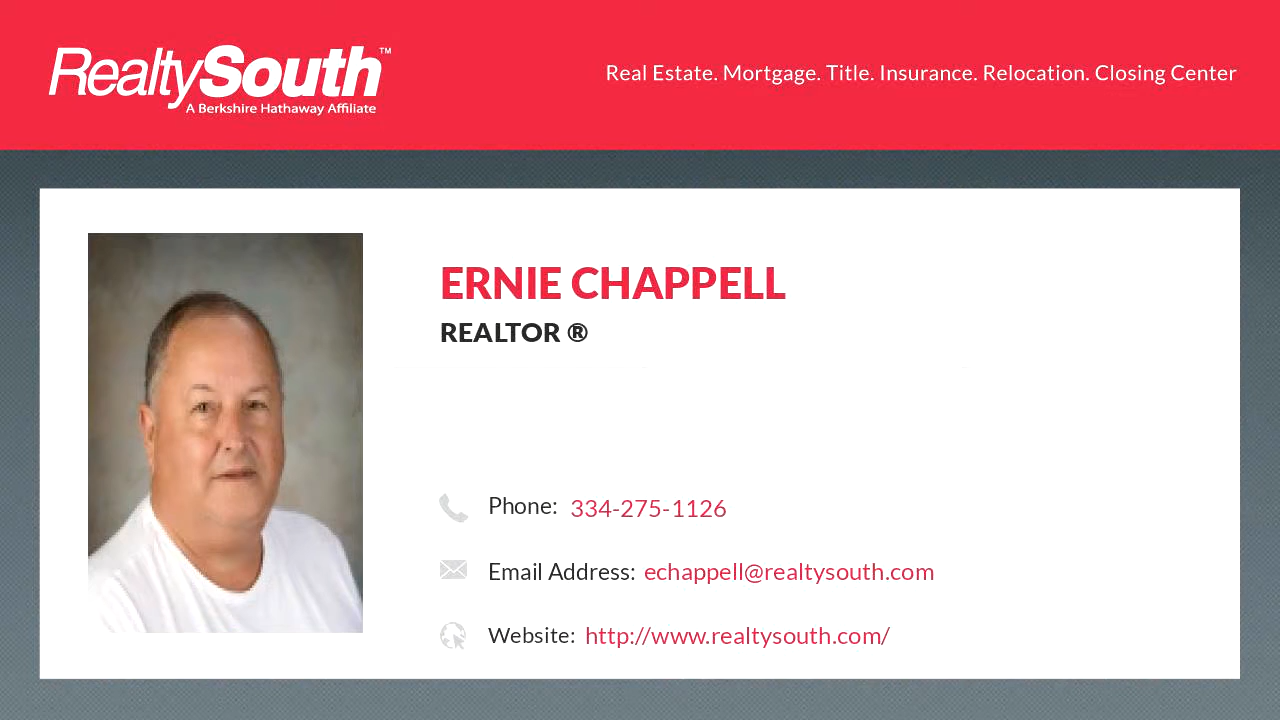 RealtySouth™
A Berkshire Hathaway Affiliate
Real Estate. Mortgage. Title. Insurance. Relocation. Closing Center
ERNIE CHAPPELL
REALTOR ®
Phone: 334-275-1126
Email Address: echappell@realtysouth.com
Website: http://www.realtysouth.com/